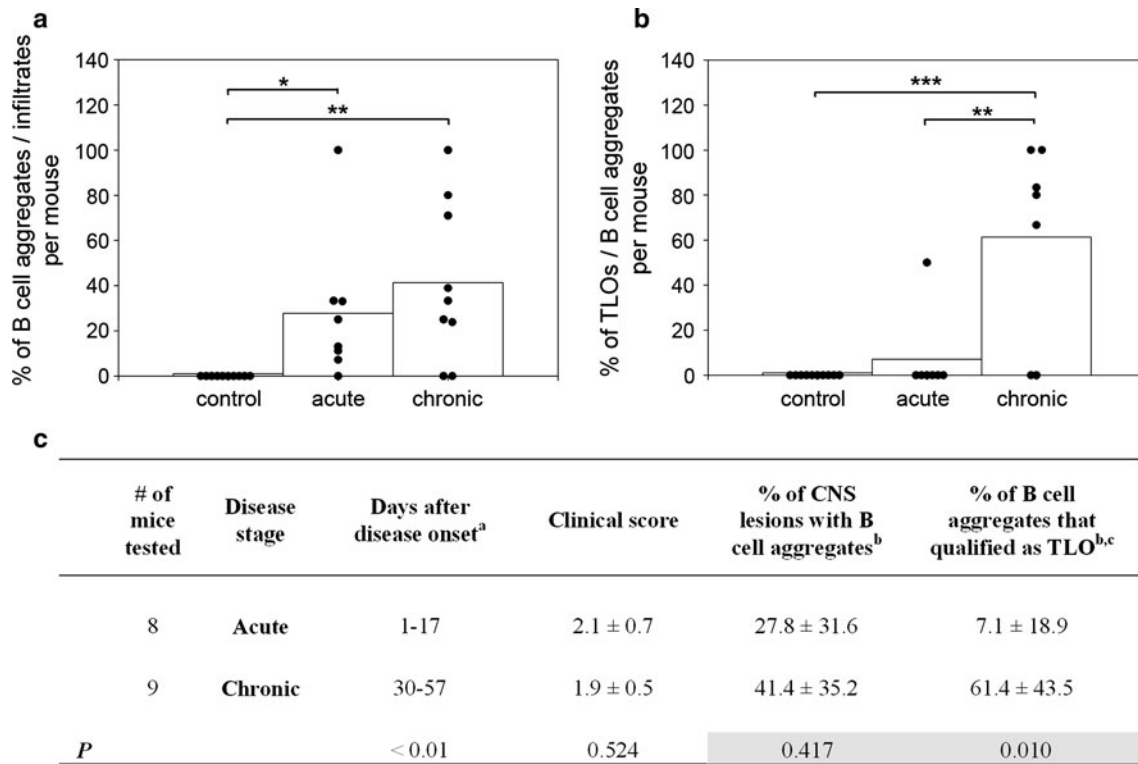 a
% of B cell aggregates / infiltrates
per mouse
140
120
100
80
60
40
20
0
*
**
control acute chronic
b
% of TLOs / B cell aggregates
per mouse
140
120
100
80
60
40
20
0
***
**
control acute chronic
c
# of mice tested Disease stage Days after disease onset^a Clinical score % of CNS lesions with B cell aggregates^b % of B cell aggregates that qualified as TLO^b,c
8 Acute 1-17 2.1 ± 0.7 27.8 ± 31.6 7.1 ± 18.9
9 Chronic 30-57 1.9 ± 0.5 41.4 ± 35.2 61.4 ± 43.5
P < 0.01 0.524 0.417 0.010